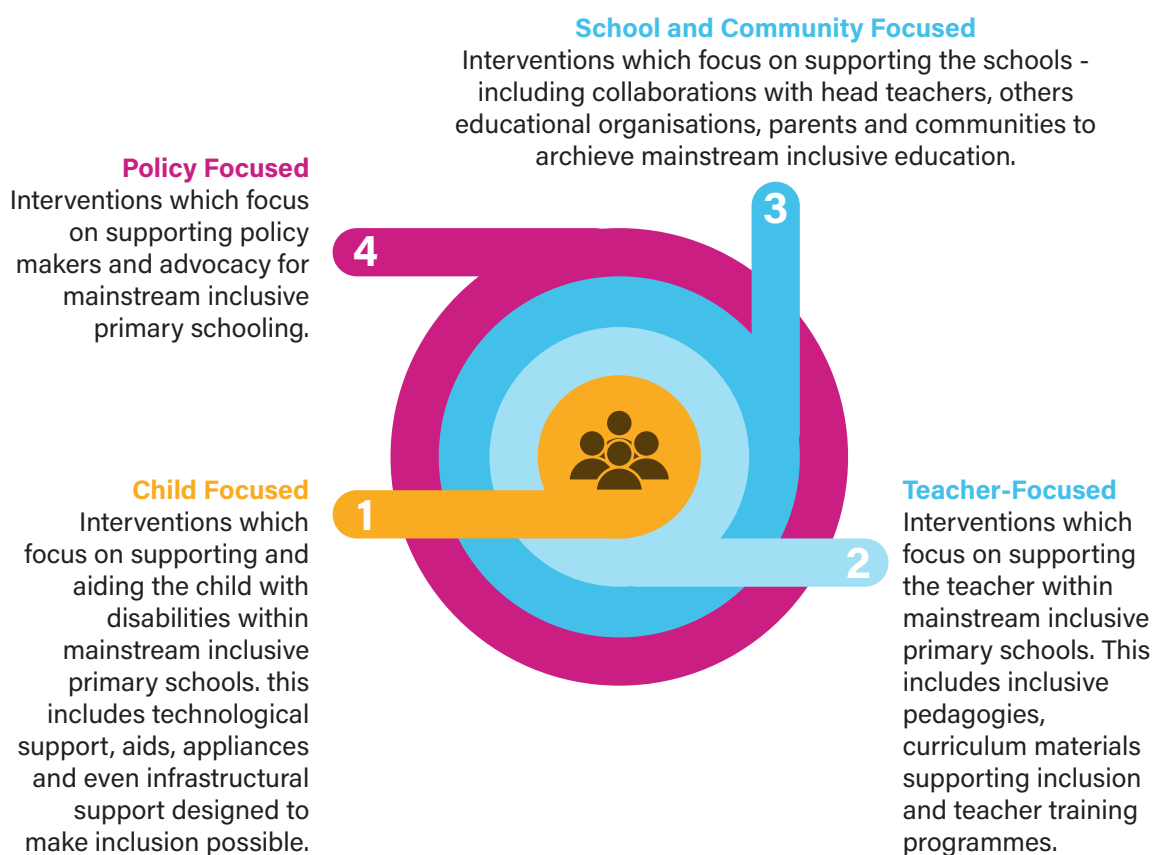 School and Community Focused
Interventions which focus on supporting the schools -
including collaborations with head teachers, others
educational organisations, parents and communities to
achieve mainstream inclusive education.
Policy Focused
Interventions which focus
on supporting policy
makers and advocacy for
mainstream inclusive
primary schooling.
4
3
Child Focused
Interventions which
focus on supporting and
aiding the child with
disabilities within
mainstream inclusive
primary schools. this
includes technological
support, aids, appliances
and even infrastructural
support designed to
make inclusion possible.
1
2
Teacher-Focused
Interventions which
focus on supporting
the teacher within
mainstream inclusive
primary schools. This
includes inclusive
pedagogies,
curriculum materials
supporting inclusion
and teacher training
programmes.